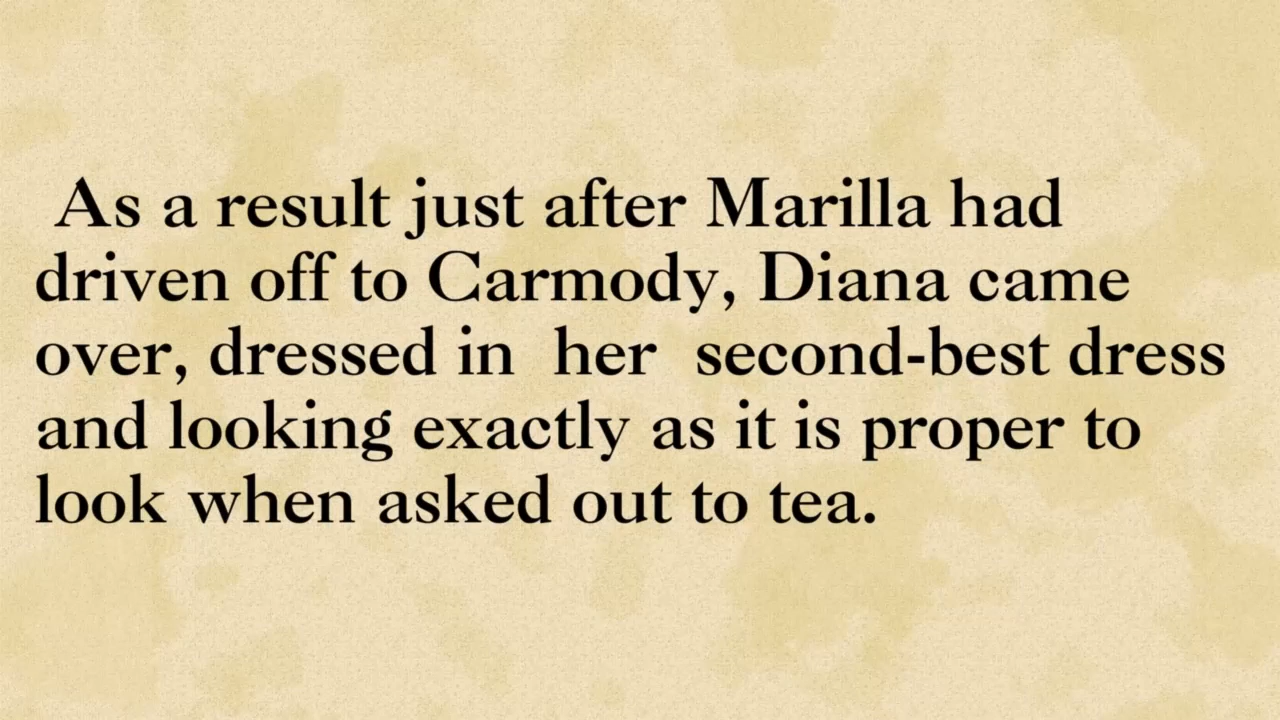 As a result just after Marilla had
driven off to Carmody, Diana came
over, dressed in  her  second-best dress
and looking exactly as it is proper to
look when asked out to tea.